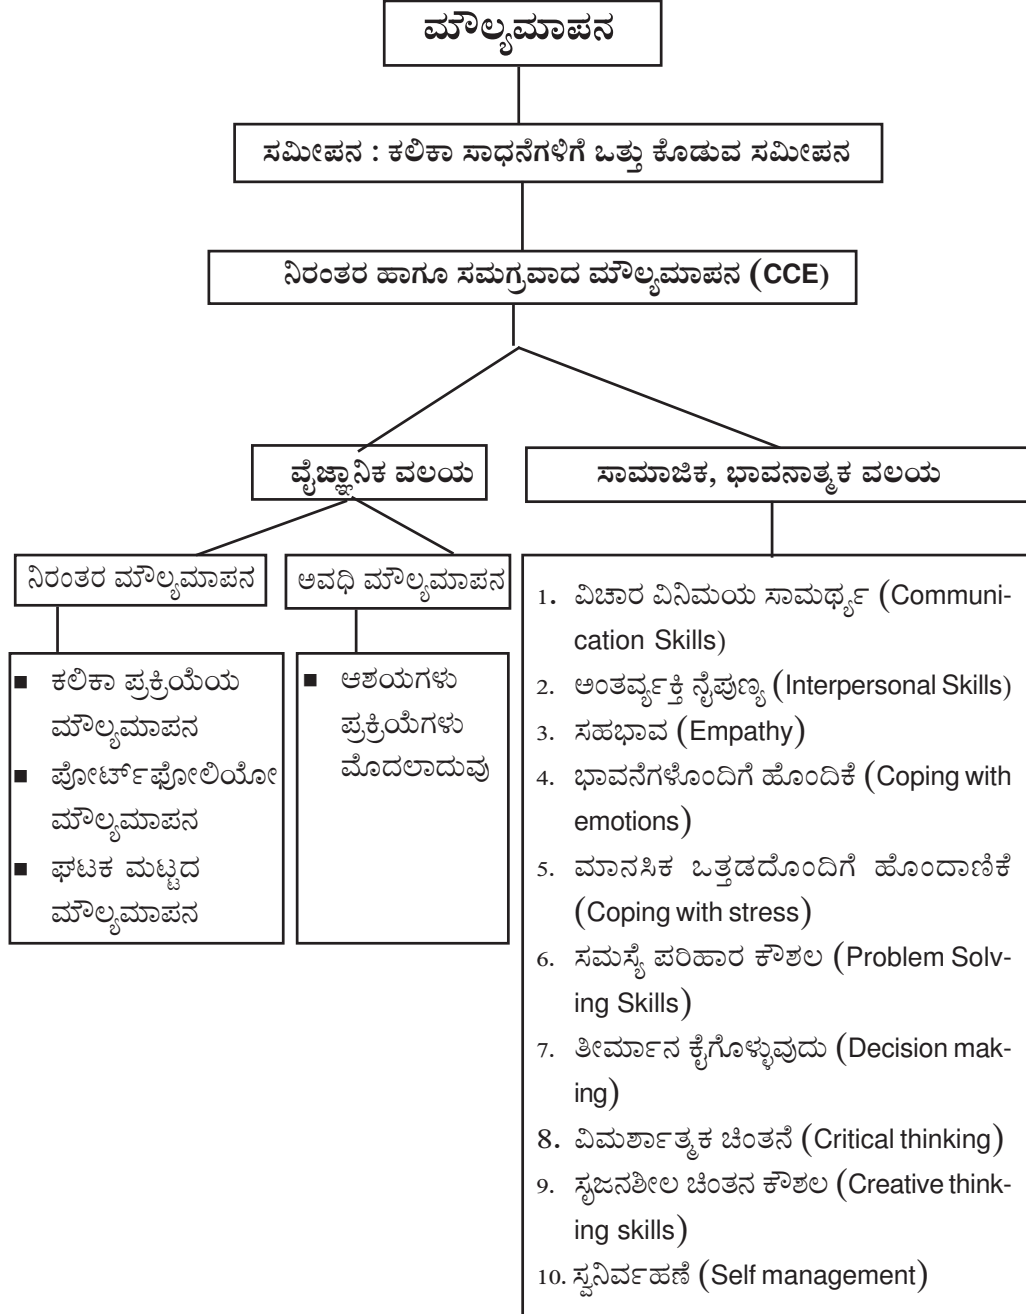 ಮೌಲ್ಯಮಾಪನ
ಸಮೀಪನ : ಕಲಿಕಾ ಸಾಧನೆಗಳಿಗೆ ಒತ್ತು ಕೊಡುವ ಸಮೀಪನ
ನಿರಂತರ ಹಾಗೂ ಸಮಗ್ರವಾದ ಮೌಲ್ಯಮಾಪನ (CCE)
ವೈಜ್ಞಾನಿಕ ವಲಯ
ನಿರಂತರ ಮೌಲ್ಯಮಾಪನ
■ ಕಲಿಕಾ ಪ್ರಕ್ರಿಯೆಯ
ಮೌಲ್ಯಮಾಪನ
■ ಪೋರ್ಟ್‌ಫೋಲಿಯೋ
ಮೌಲ್ಯಮಾಪನ
■ ಘಟಕ ಮಟ್ಟದ
ಮೌಲ್ಯಮಾಪನ
ಅವಧಿ ಮೌಲ್ಯಮಾಪನ
■ ಆಶಯಗಳು
ಪ್ರಕ್ರಿಯೆಗಳು
ಮೊದಲಾದುವು
ಸಾಮಾಜಿಕ, ಭಾವನಾತ್ಮಕ ವಲಯ
1. ವಿಚಾರ ವಿನಿಮಯ ಸಾಮರ್ಥ್ಯ (Communi-
cation Skills)
2. ಅಂತರ್ವ್ಯಕ್ತಿ ನೈಪುಣ್ಯ (Interpersonal Skills)
3. ಸಹಭಾವ (Empathy)
4. ಭಾವನೆಗಳೊಂದಿಗೆ ಹೊಂದಿಕೆ (Coping with
emotions)
5. ಮಾನಸಿಕ ಒತ್ತಡದೊಂದಿಗೆ ಹೊಂದಾಣಿಕೆ
(Coping with stress)
6. ಸಮಸ್ಯೆ ಪರಿಹಾರ ಕೌಶಲ (Problem Solv-
ing Skills)
7. ತೀರ್ಮಾನ ಕೈಗೊಳ್ಳುವುದು (Decision mak-
ing)
8. ವಿಮರ್ಶಾತ್ಮಕ ಚಿಂತನೆ (Critical thinking)
9. ಸೃಜನಶೀಲ ಚಿಂತನ ಕೌಶಲ (Creative think-
ing skills)
10. ಸ್ವನಿರ್ವಹಣೆ (Self management)